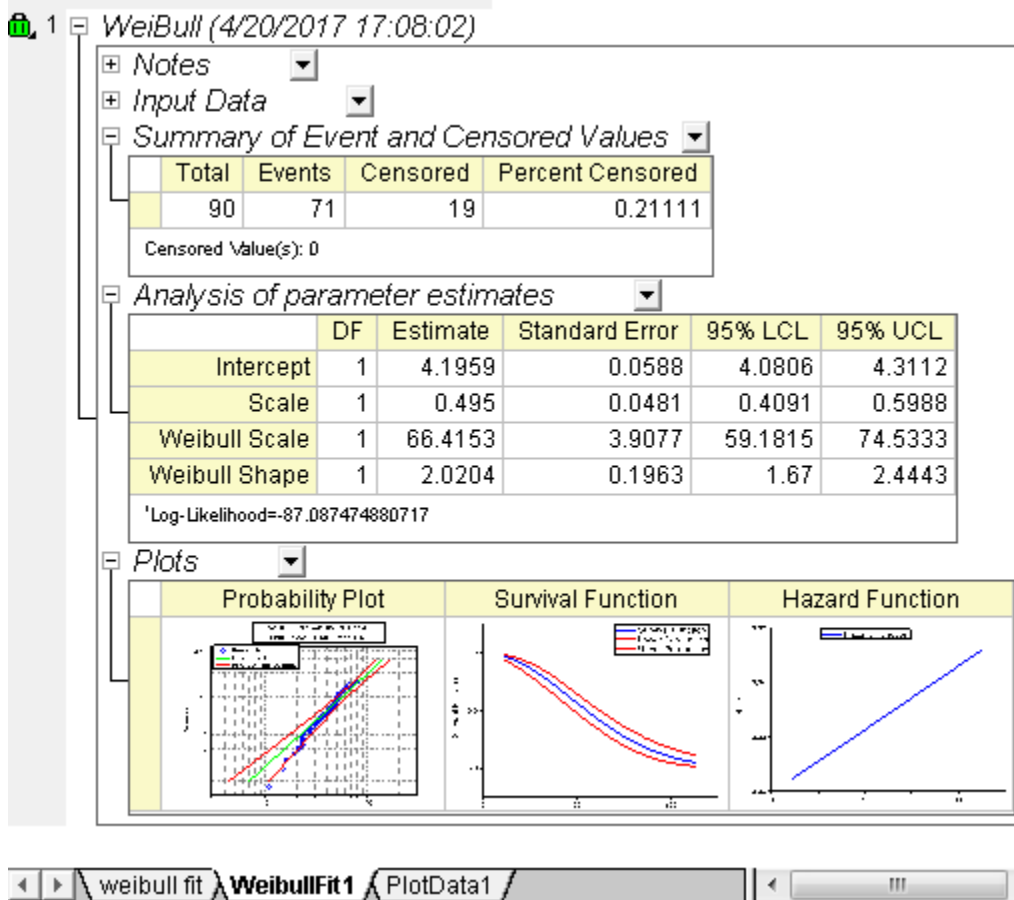 1 WeiBull (4/20/2017 17:08:02)
Notes
Input Data
Summary of Event and Censored Values
Total Events Censored Percent Censored
90 71 19 0.21111
Censored Value(s): 0
Analysis of parameter estimates
DF Estimate Standard Error 95% LCL 95% UCL
Intercept 1 4.1959 0.0588 4.0806 4.3112
Scale 1 0.495 0.0481 0.4091 0.5988
Weibull Scale 1 66.4153 3.9077 59.1815 74.5333
Weibull Shape 1 2.0204 0.1963 1.67 2.4443
'Log-Likelihood=-87.087474880717
Plots
Probability Plot Survival Function Hazard Function
weibull fit WeibullFit1 PlotData1